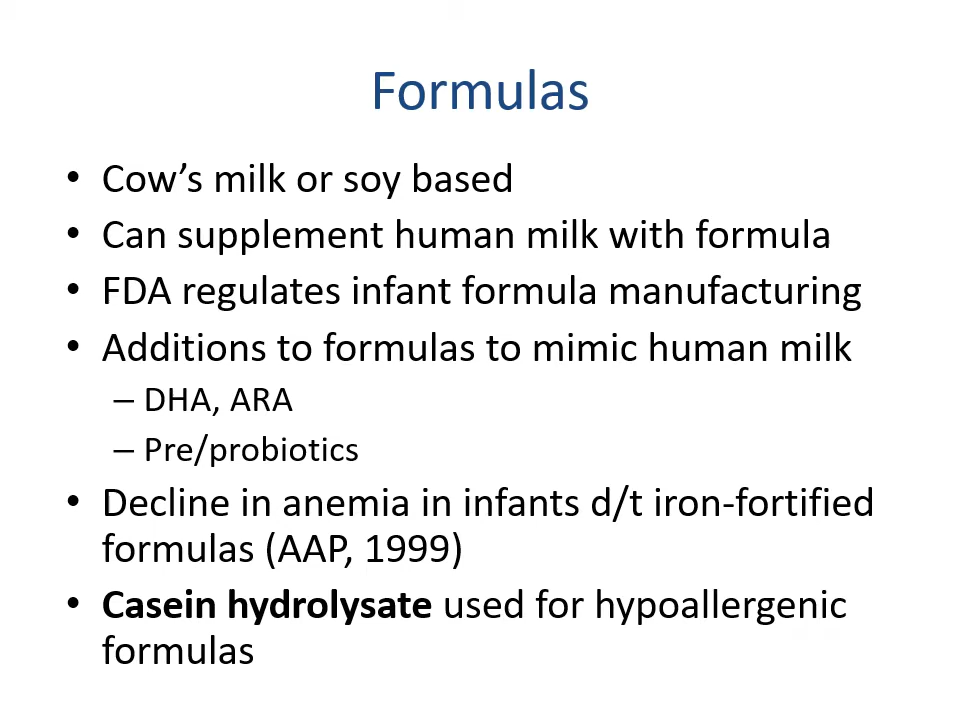 Formulas
• Cow’s milk or soy based
• Can supplement human milk with formula
• FDA regulates infant formula manufacturing
• Additions to formulas to mimic human milk
– DHA, ARA
– Pre/probiotics
• Decline in anemia in infants d/t iron-fortified
formulas (AAP, 1999)
• Casein hydrolysate used for hypoallergenic
formulas